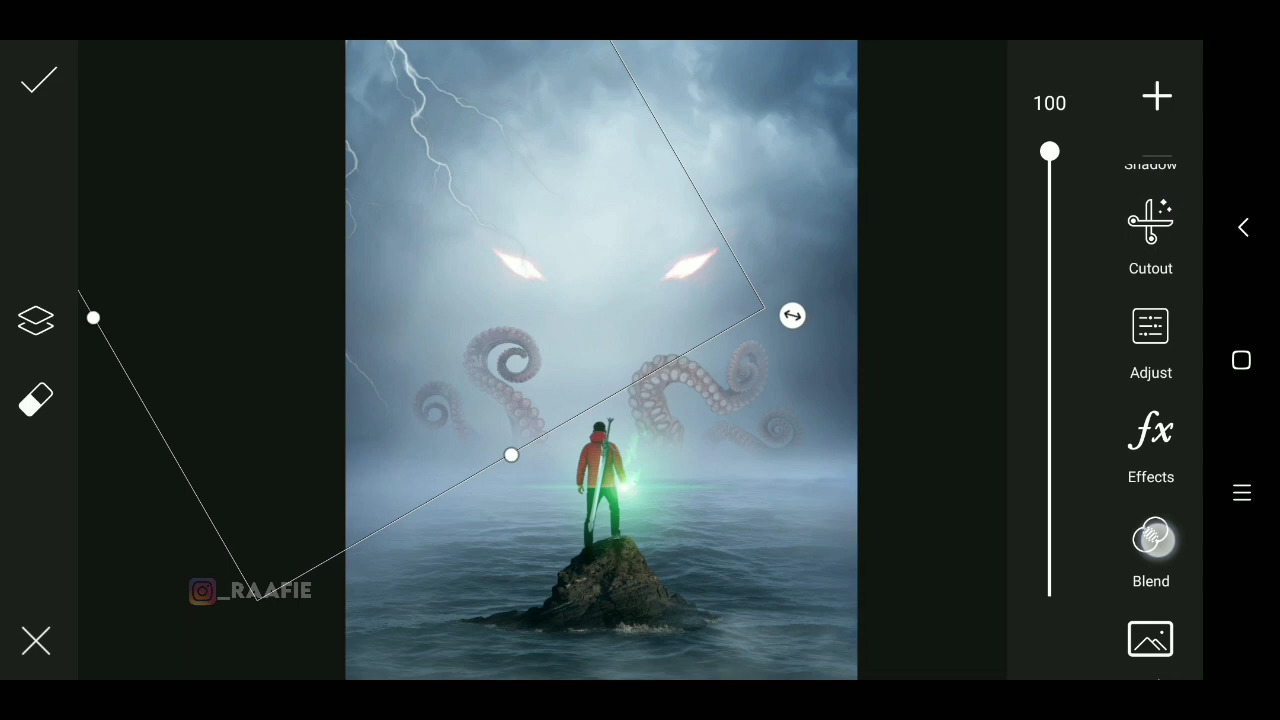 100
Shadow
Cutout
Adjust
fx
Effects
Blend
_RAAFIE